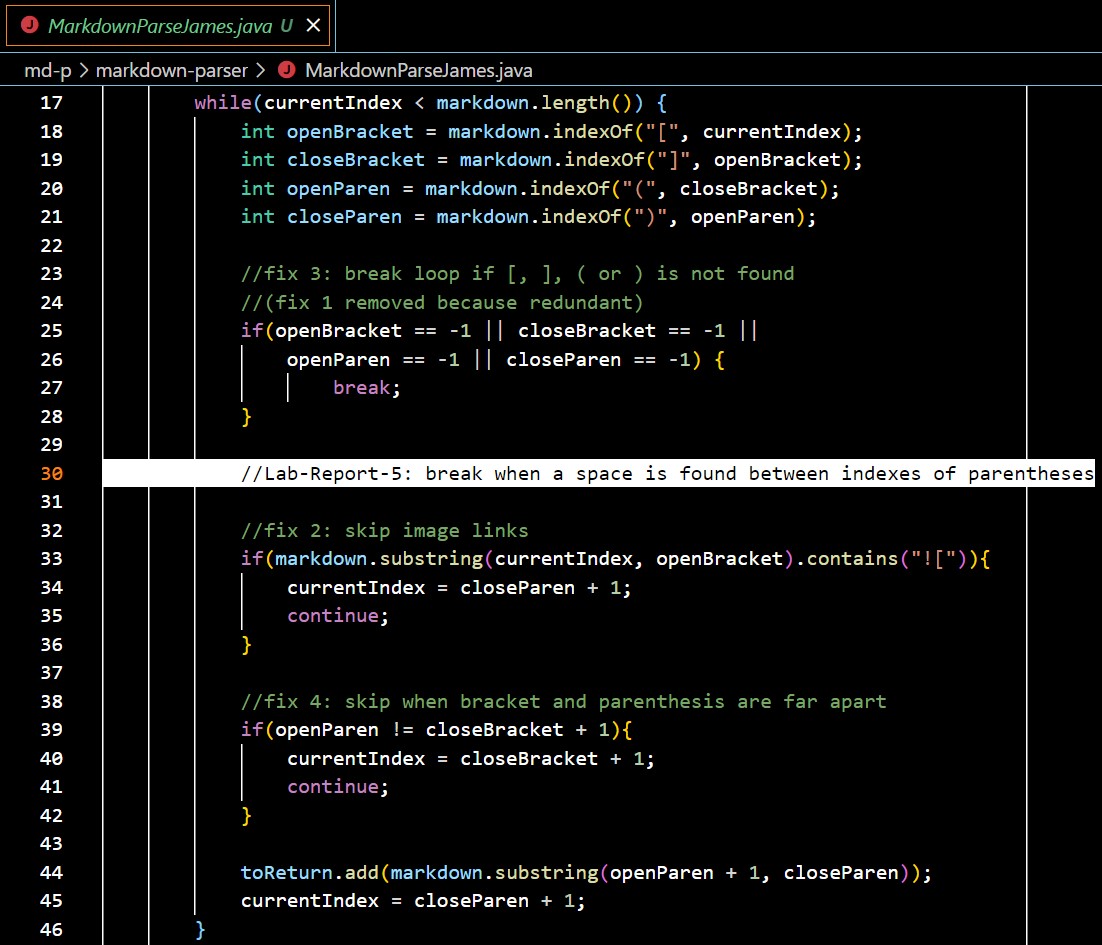 J MarkdownParseJames.java U ×
md-p > markdown-parser > J MarkdownParseJames.java
17 while(currentIndex < markdown.length()) {
18 int openBracket = markdown.indexOf("[", currentIndex);
19 int closeBracket = markdown.indexOf("]", openBracket);
20 int openParen = markdown.indexOf("(", closeBracket);
21 int closeParen = markdown.indexOf(")", openParen);
22
23 //fix 3: break loop if [, ], ( or ) is not found
24 //(fix 1 removed because redundant)
25 if(openBracket == -1 || closeBracket == -1 ||
26 openParen == -1 || closeParen == -1) {
27 break;
28 }
29
30 //Lab-Report-5: break when a space is found between indexes of parentheses
31
32 //fix 2: skip image links
33 if(markdown.substring(currentIndex, openBracket).contains("![")){
34 currentIndex = closeParen + 1;
35 continue;
36 }
37
38 //fix 4: skip when bracket and parenthesis are far apart
39 if(openParen != closeBracket + 1){
40 currentIndex = closeBracket + 1;
41 continue;
42 }
43
44 toReturn.add(markdown.substring(openParen + 1, closeParen));
45 currentIndex = closeParen + 1;
46 }